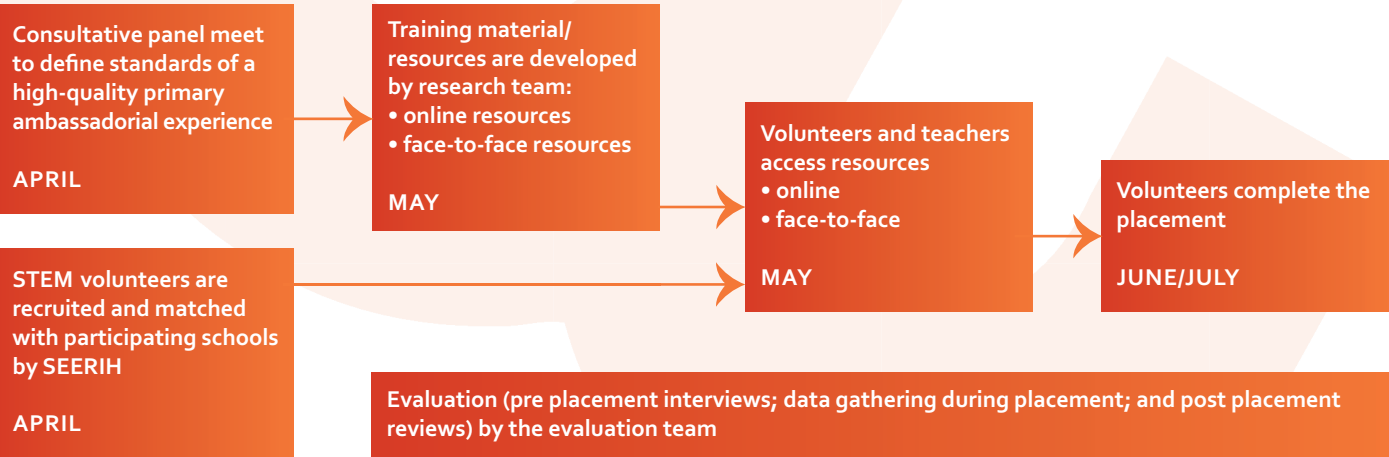 Consultative panel meet
to define standards of a
high-quality primary
ambassadorial experience
APRIL
Training material/
resources are developed
by research team:
• online resources
• face-to-face resources
MAY
STEM volunteers are
recruited and matched
with participating schools
by SEERIH
APRIL
Volunteers and teachers
access resources
• online
• face-to-face
MAY
Volunteers complete the
placement
JUNE/JULY
Evaluation (pre placement interviews; data gathering during placement; and post placement
reviews) by the evaluation team